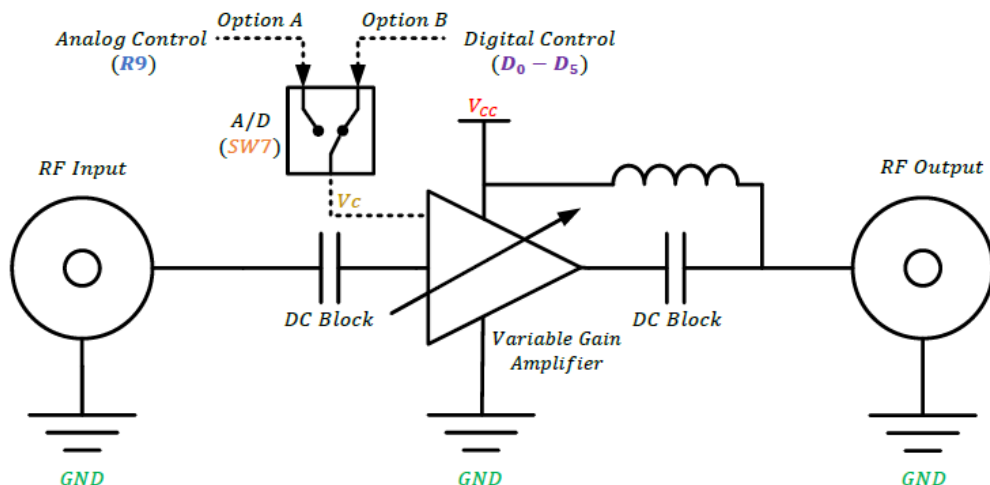 Option A
Option B
Analog Control
(R9)
Digital Control
(D₀ − D₅)
A/D
(SW7)
V_CC
RF Input
RF Output
Vc
DC Block
DC Block
Variable Gain
Amplifier
GND
GND
GND